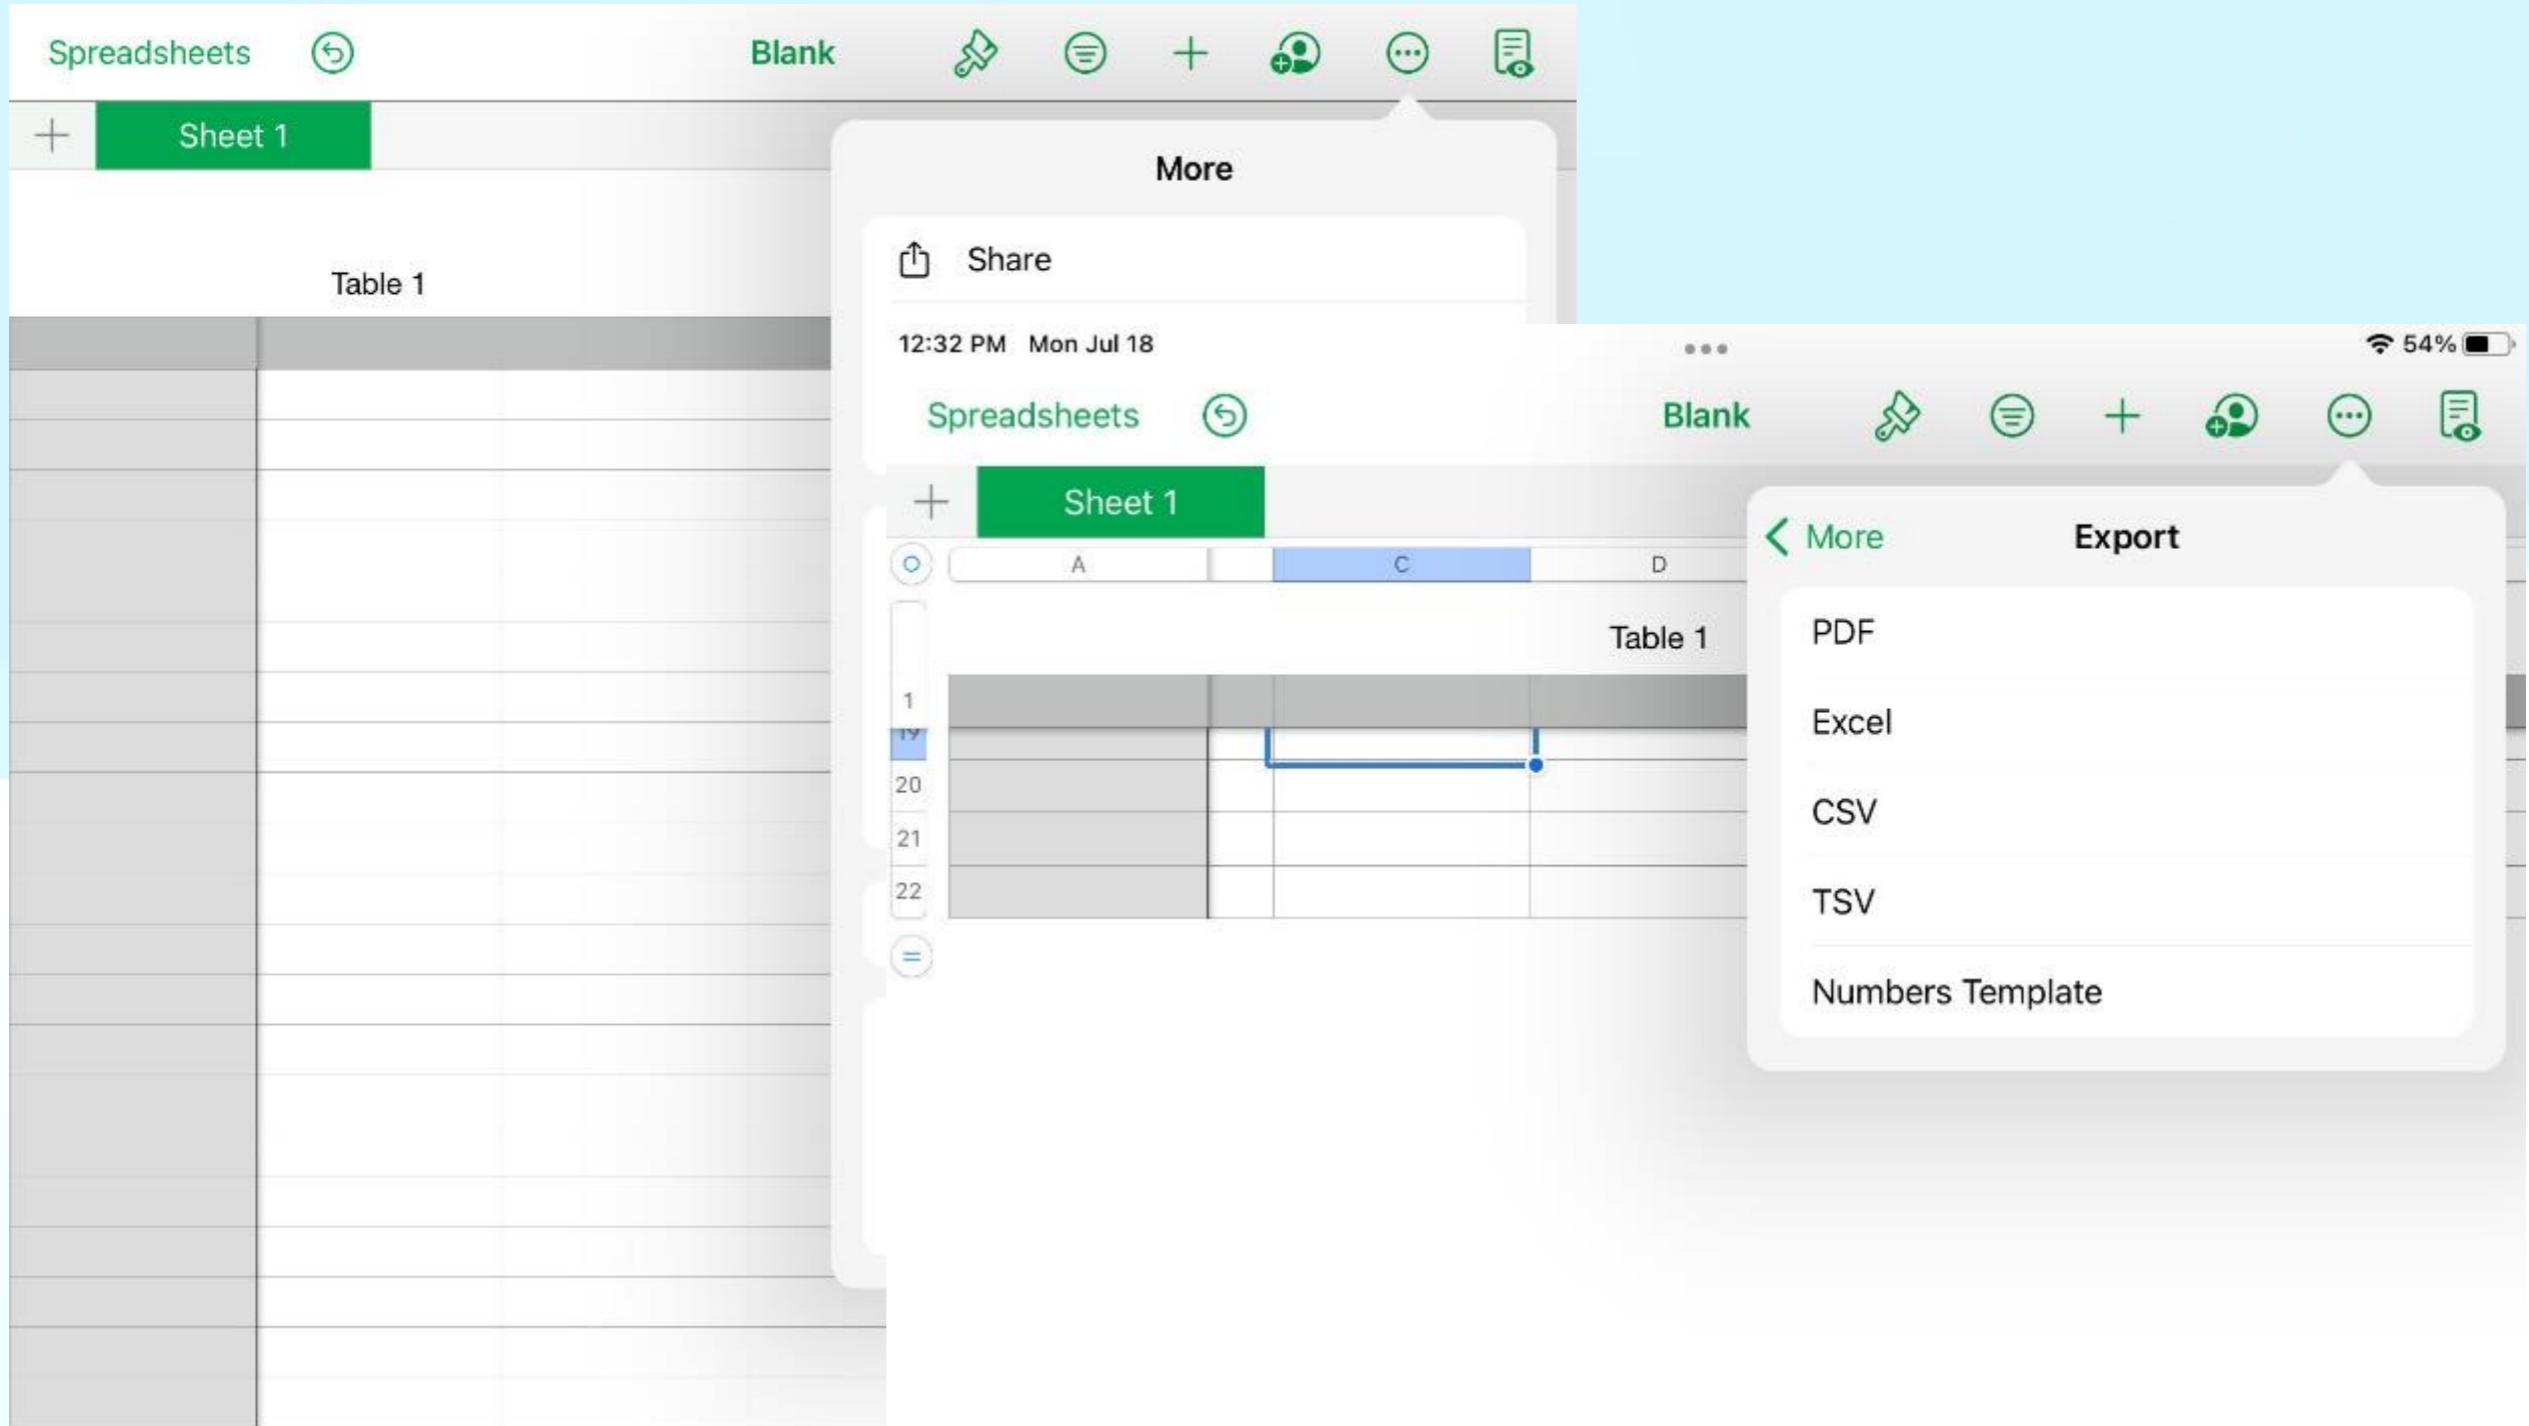 Spreadsheets
Blank
Sheet 1
More
Share
Table 1
12:32 PM Mon Jul 18
54%
Spreadsheets
Blank
Sheet 1
A
C
D
Table 1
1
19
20
21
22
More
Export
PDF
Excel
CSV
TSV
Numbers Template